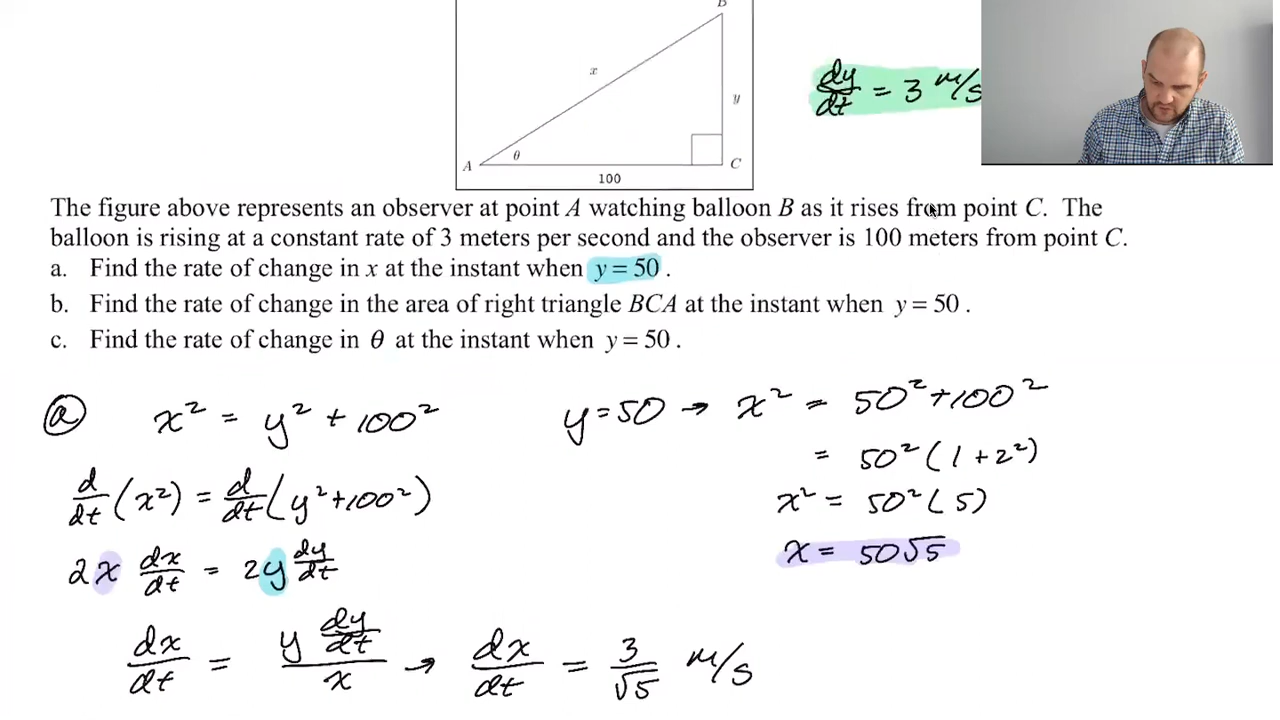 B
x
y
dy/dt = 3 m/s
θ
A
C
100
The figure above represents an observer at point A watching balloon B as it rises from point C. The
balloon is rising at a constant rate of 3 meters per second and the observer is 100 meters from point C.
a. Find the rate of change in x at the instant when y = 50 .
b. Find the rate of change in the area of right triangle BCA at the instant when y = 50 .
c. Find the rate of change in θ at the instant when y = 50 .
ⓐ x² = y² + 100²
y = 50 → x² = 50² + 100²
= 50² (1 + 2²)
d/dt (x²) = d/dt (y² + 100²)
x² = 50² (5)
2x dx/dt = 2y dy/dt
x = 50√5
dx/dt = y dy/dt / x → dx/dt = 3/√5 m/s